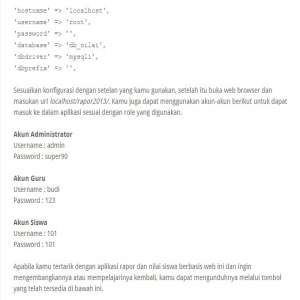 'hostname' => 'localhost',
'username' => 'root',
'password' => '',
'database' => 'db_nilai',
'dbdriver' => 'mysqli',
'dbprefix' => '',
Sesuaikan konfigurasi dengan setelan yang kamu gunakan, setelah itu buka web browser dan
masukan url localhost/rapor2013/. Kamu juga dapat menggunakan akun-akun berikut untuk dapat
masuk ke dalam aplikasi sesuai dengan role yang digunakan.
Akun Administrator
Username : admin
Password : super90
Akun Guru
Username : budi
Password : 123
Akun Siswa
Username : 101
Password : 101
Apabila kamu tertarik dengan aplikasi rapor dan nilai siswa berbasis web ini dan ingin
mengembangkannya atau mempelajarinya kembali, kamu dapat mengunduhnya melalui tombol
yang telah tersedia di bawah ini.